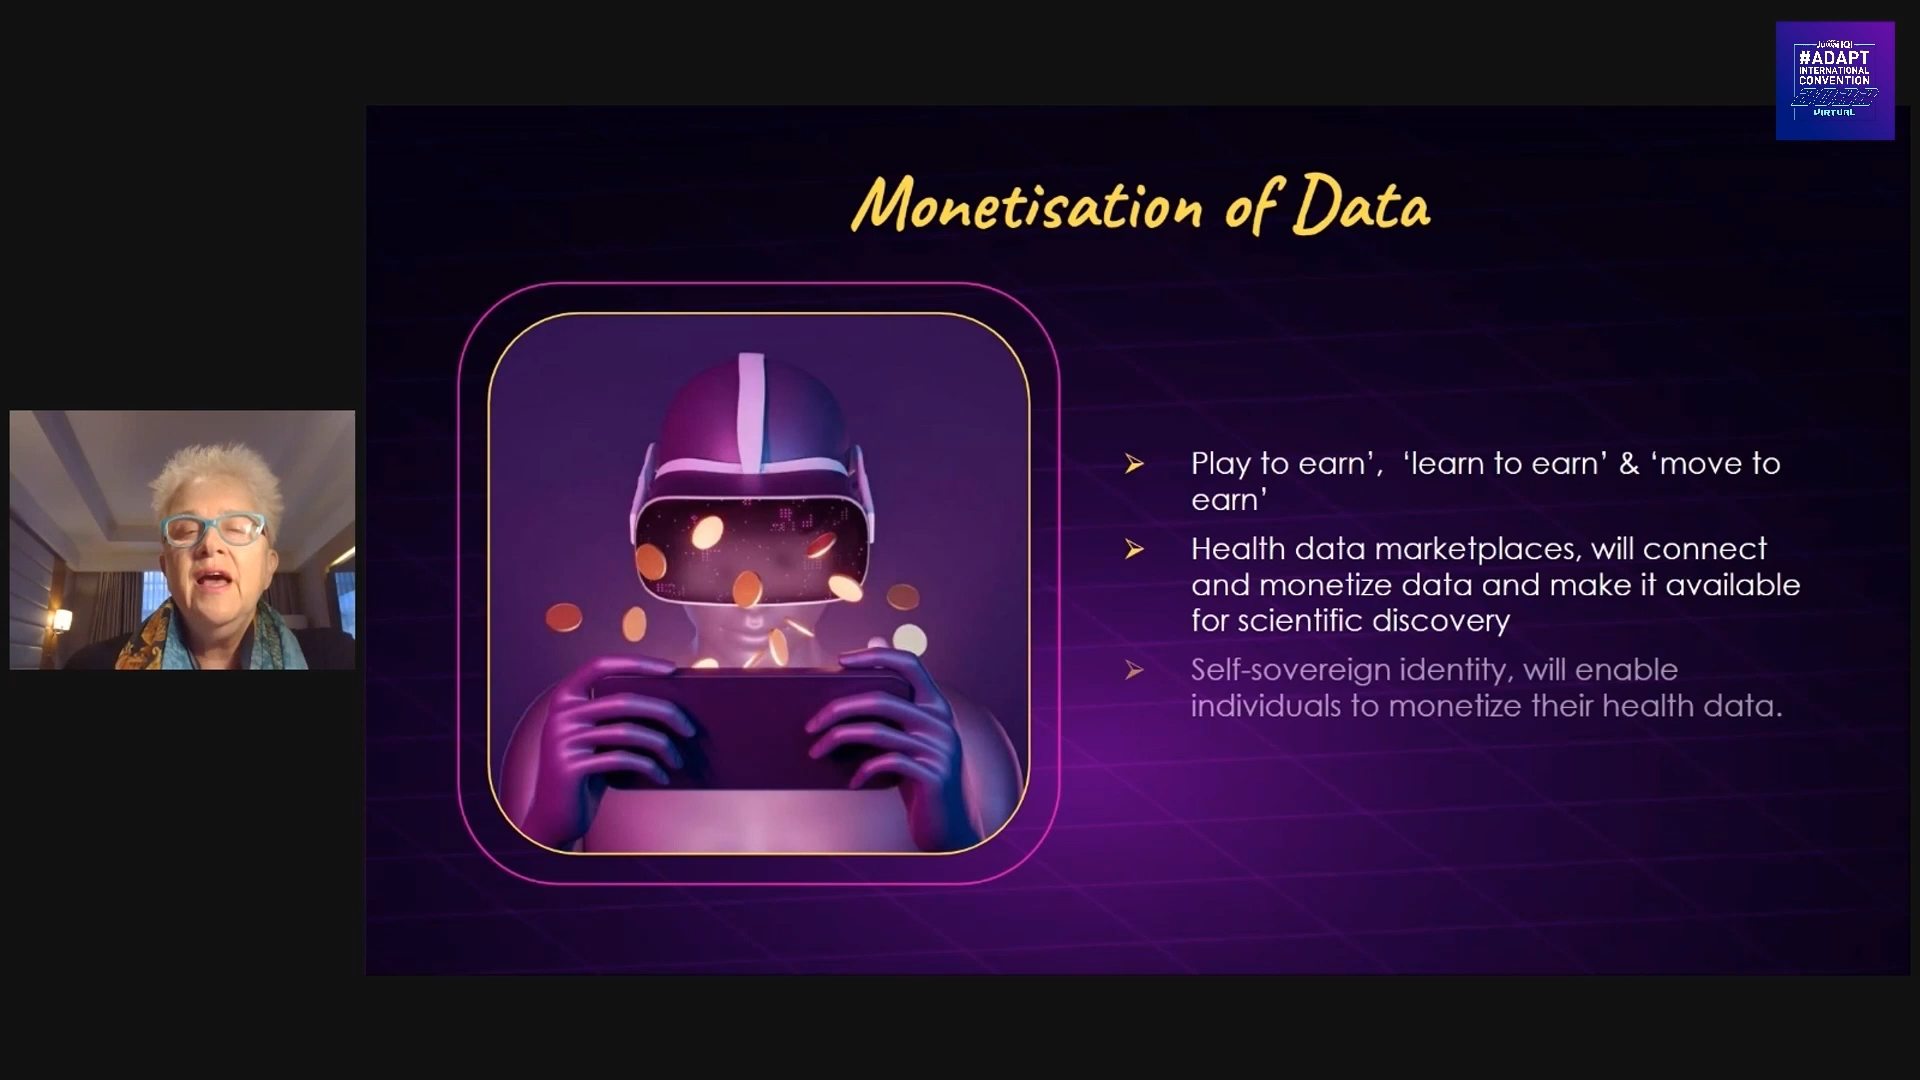 #ADAPT
INTERNATIONAL
CONVENTION
VIRTUAL
Monetisation of Data
Play to earn’, ‘learn to earn’ & ‘move to
earn’
Health data marketplaces, will connect
and monetize data and make it available
for scientific discovery
Self-sovereign identity, will enable
individuals to monetize their health data.